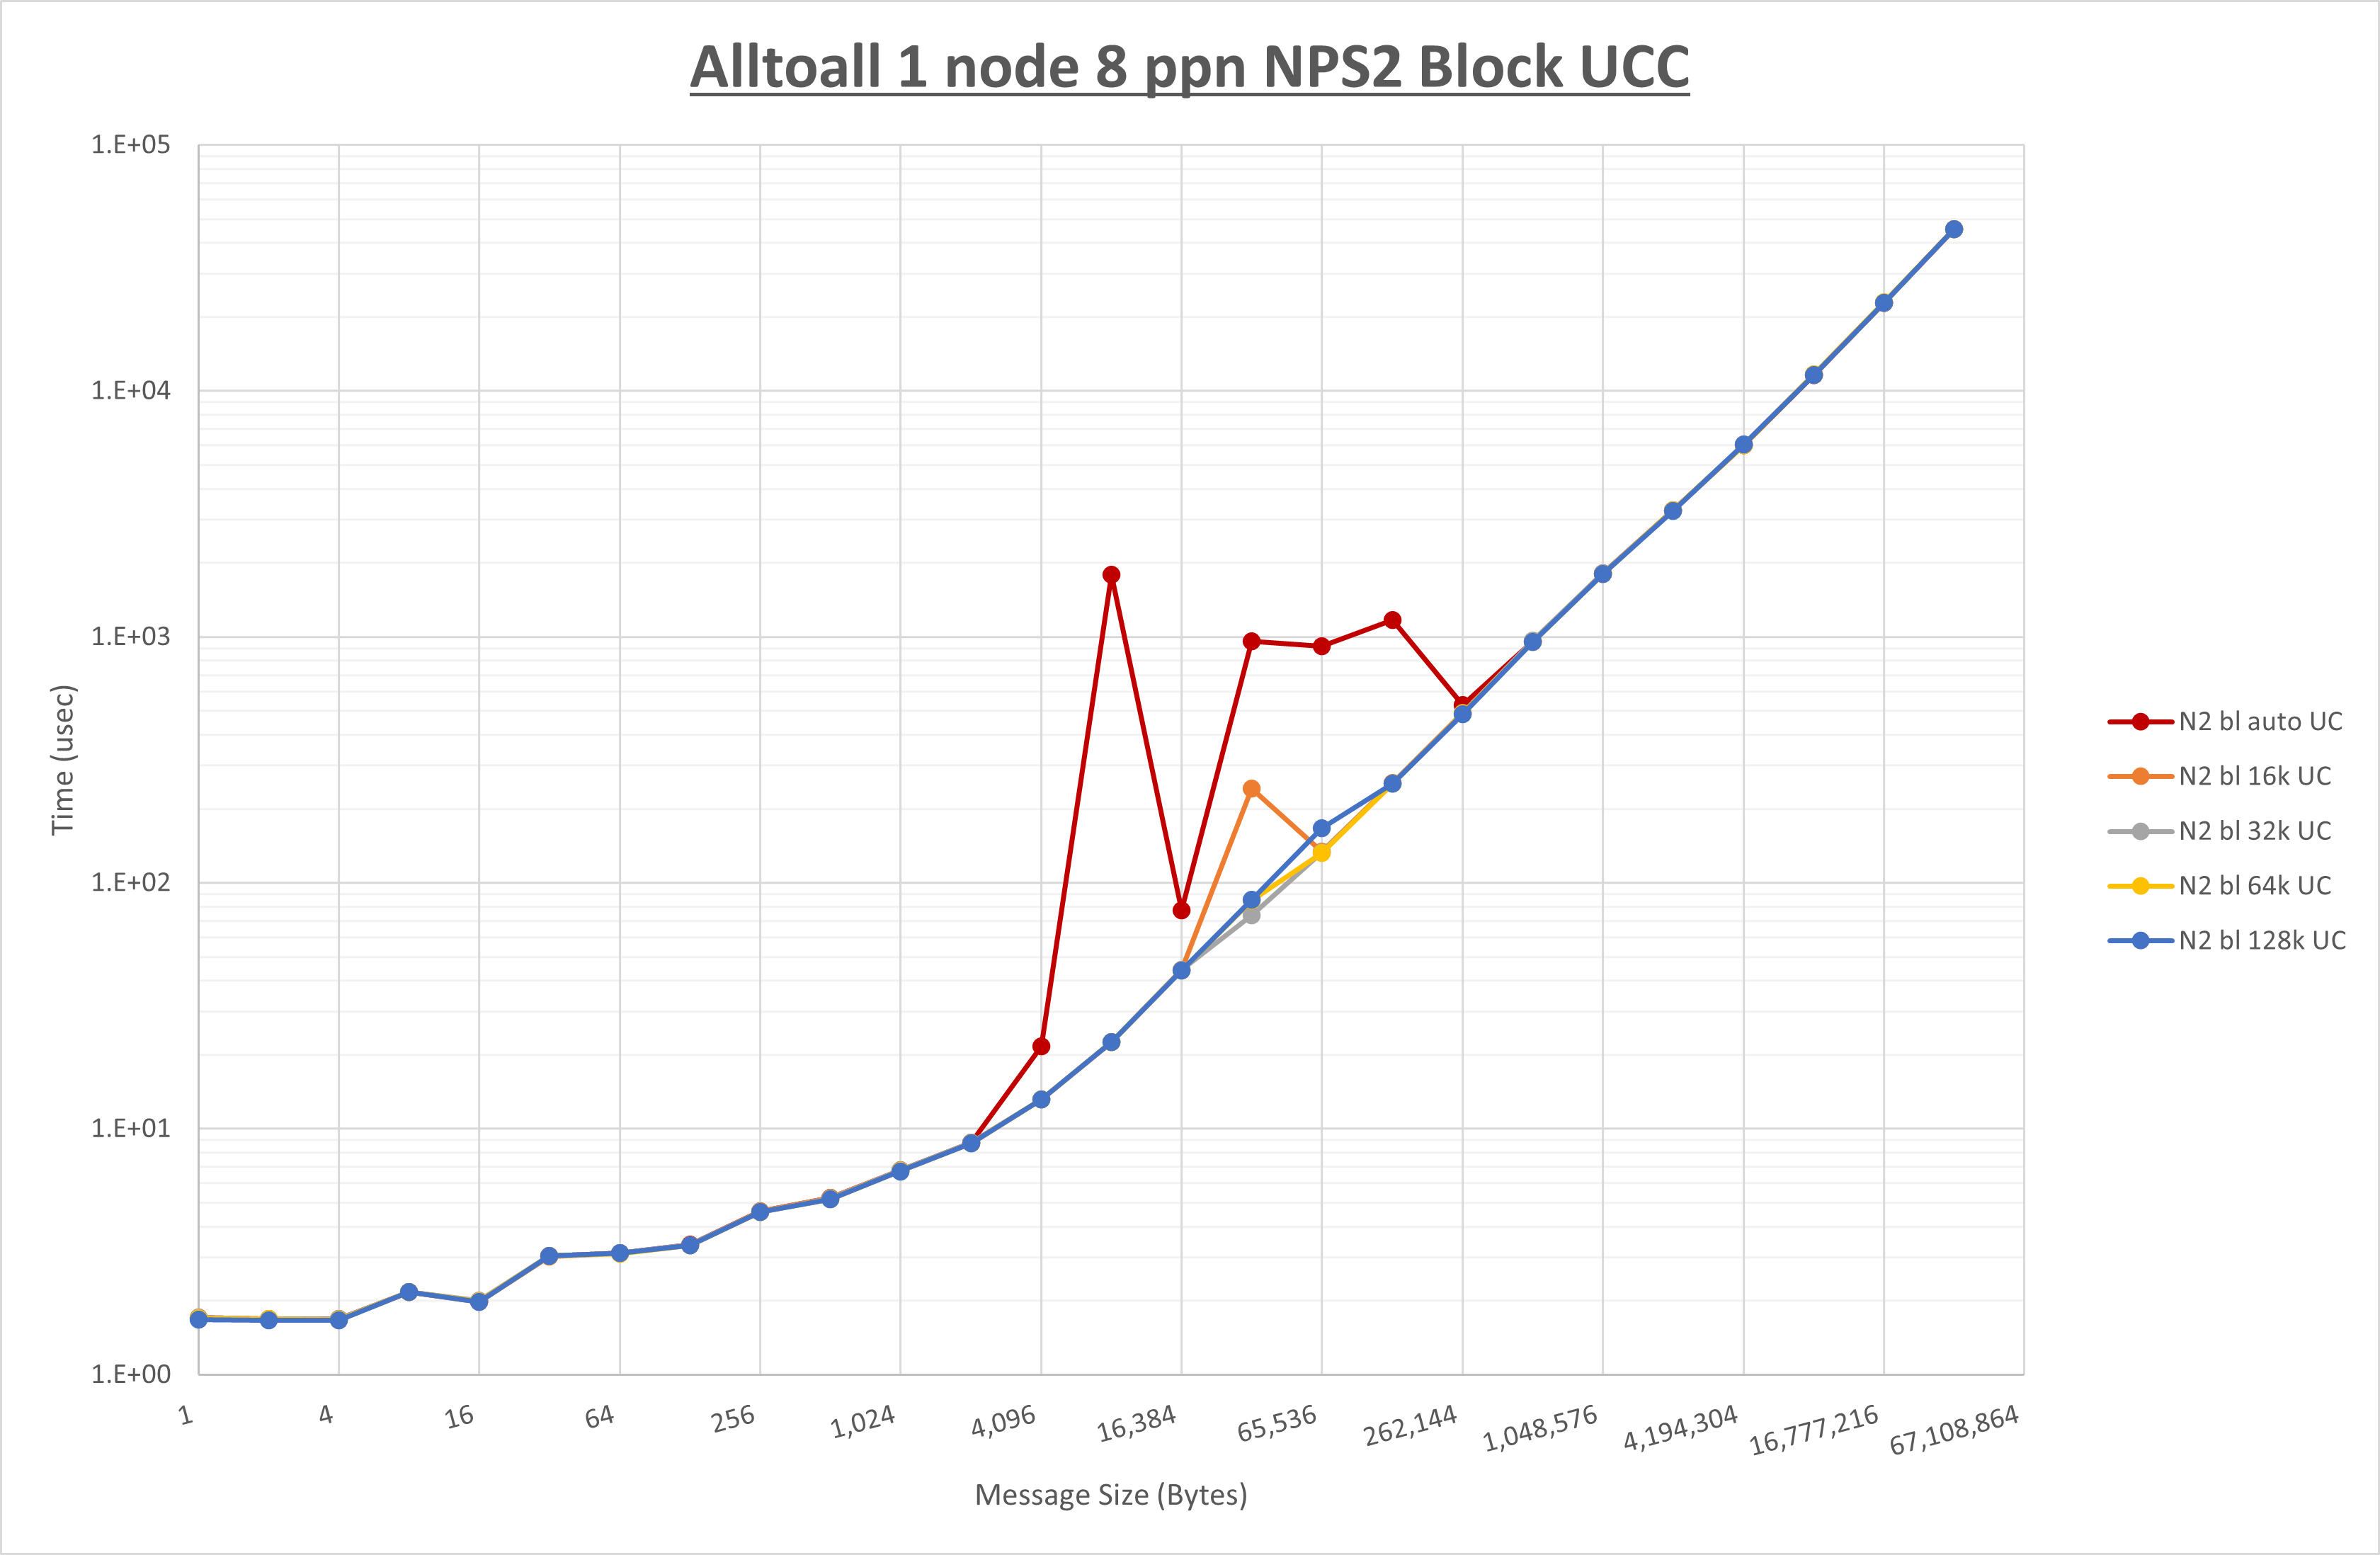 Alltoall 1 node 8 ppn NPS2 Block UCC
1.E+05
1.E+04
1.E+03
1.E+02
1.E+01
1.E+00
Time (usec)
1
4
16
64
256
1,024
4,096
16,384
65,536
262,144
1,048,576
4,194,304
16,777,216
67,108,864
Message Size (Bytes)
N2 bl auto UC
N2 bl 16k UC
N2 bl 32k UC
N2 bl 64k UC
N2 bl 128k UC